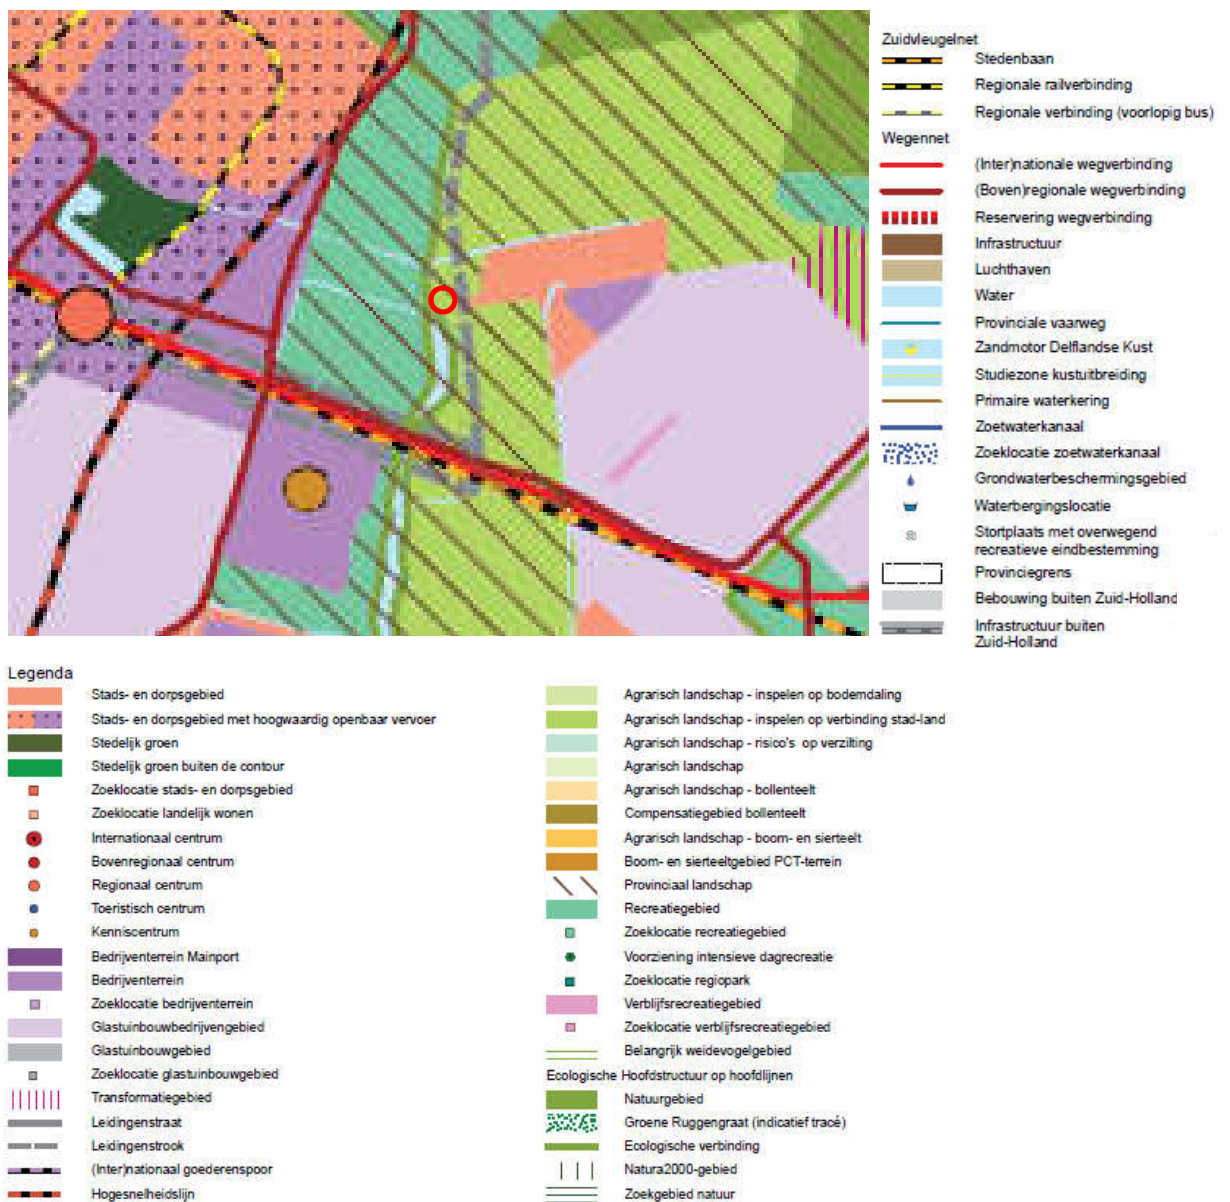 Zuidvleugelnet
Stedenbaan
Regionale railverbinding
Regionale verbinding (voorlopig bus)
Wegennet
(Inter)nationale wegverbinding
(Boven)regionale wegverbinding
Reservering wegverbinding
Infrastructuur
Luchthaven
Water
Provinciale vaarweg
Zandmotor Delflandse Kust
Studiezone kustuitbreiding
Primaire waterkering
Zoetwaterkanaal
Zoeklocatie zoetwaterkanaal
Grondwaterbeschermingsgebied
Waterbergingslocatie
Stortplaats met overwegend
recreatieve eindbestemming
Provinciegrens
Bebouwing buiten Zuid-Holland
Infrastructuur buiten
Zuid-Holland
Legenda
Stads- en dorpsgebied
Stads- en dorpsgebied met hoogwaardig openbaar vervoer
Stedelijk groen
Stedelijk groen buiten de contour
Zoeklocatie stads- en dorpsgebied
Zoeklocatie landelijk wonen
Internationaal centrum
Bovenregionaal centrum
Regionaal centrum
Toeristisch centrum
Kenniscentrum
Bedrijventerrein Mainport
Bedrijventerrein
Zoeklocatie bedrijventerrein
Glastuinbouwbedrijvengebied
Glastuinbouwgebied
Zoeklocatie glastuinbouwgebied
Transformatiegebied
Leidingenstraat
Leidingenstrook
(Inter)nationaal goederenspoor
Hogesnelheidslijn
Agrarisch landschap - inspelen op bodemdaling
Agrarisch landschap - inspelen op verbinding stad-land
Agrarisch landschap - risico's op verzilting
Agrarisch landschap
Agrarisch landschap - bollenteelt
Compensatiegebied bollenteelt
Agrarisch landschap - boom- en sierteelt
Boom- en sierteeltgebied PCT-terrein
Provinciaal landschap
Recreatiegebied
Zoeklocatie recreatiegebied
Voorziening intensieve dagrecreatie
Zoeklocatie regiopark
Verblijfsrecreatiegebied
Zoeklocatie verblijfsrecreatiegebied
Belangrijk weidevogelgebied
Ecologische Hoofdstructuur op hoofdlijnen
Natuurgebied
Groene Ruggengraat (indicatief tracé)
Ecologische verbinding
Natura2000-gebied
Zoekgebied natuur